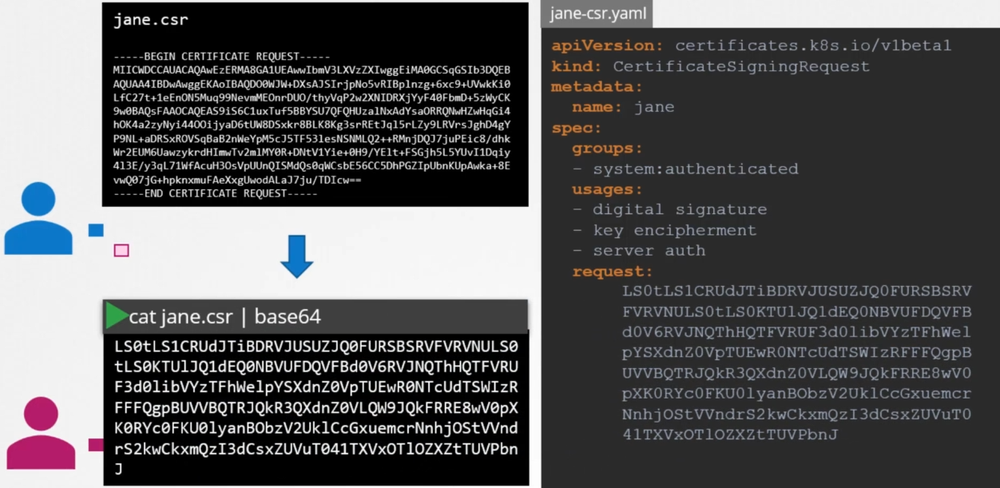 jane.csr
-----BEGIN CERTIFICATE REQUEST-----
MIICWDCCAUACAQAwEzERMA8GA1UEAwwIbmV3LXVzZXIwggEiMA0GCSqGSIb3DQEB
AQUAA4IBDwAwggEKAoIBAQDO0WJW+DXsAJSIrjpNo5vRIBplnzg+6xc9+UVwkKi0
LfC27t+1eEnON5Muq99NevmMEOnrDUO/thyVqP2w2XNIDRXjYyF40FbmD+5zWyCK
9w0BAQsFAAOCAQEAS9iS6C1uxTuf5BBYSU7QFQHUzalNxAdYsaORRQNwHZwHqGi4
hOK4a2zyNyi44OOijyaD6tUW8DSxkr8BLK8Kg3srREtJql5rLZy9LRVrsJghD4gY
P9NL+aDRSxROVSqBaB2nWeYpM5cJ5TF53lesNSNMLQ2++RMnjDQJ7juPEic8/dhk
Wr2EUM6UawzykrdHImwTv2mlMY0R+DNtV1Yie+0H9/YElt+FSGjh5L5YUvI1Dqiy
4l3E/y3qL71WfAcuH3OsVpUUnQISMdQs0qWCsbE56CC5DhPGZIpUbnKUpAwka+8E
vwQ07jG+hpknxmuFAeXxgUwodALaJ7ju/TDIcw==
-----END CERTIFICATE REQUEST-----
cat jane.csr | base64
LS0tLS1CRUdJTiBDRVJUSUZJQ0FURSBSRVFVRVNULS0
tLS0KTUlJQ1dEQ0NBVUFDQVFBd0V6RVJNQThHQTFVRU
F3d0libVYzTFhWelpYSXdnZ0VpTUEwR0NTcUdTSWIzR
FFFQgpBUVVBQTRJQkR3QXdnZ0VLQW9JQkFRRE8wV0pX
K0RYc0FKU0lyanBObzV2UklCcGxuemcrNnhjOStVVnd
rS2kwCkxmQzI3dCsxZUVuT041TXVxOTlOZXZtTUVPbn
J
jane-csr.yaml
apiVersion: certificates.k8s.io/v1beta1
kind: CertificateSigningRequest
metadata:
name: jane
spec:
groups:
- system:authenticated
usages:
- digital signature
- key encipherment
- server auth
request:
LS0tLS1CRUdJTiBDRVJUSUZJQ0FURSBSRV
FVRVNULS0tLS0KTUlJQ1dEQ0NBVUFDQVFB
d0V6RVJNQThHQTFVRUF3d0libVYzTFhWel
pYSXdnZ0VpTUEwR0NTcUdTSWIzRFFFQgpB
UVVBQTRJQkR3QXdnZ0VLQW9JQkFRRE8wV0
pXK0RYc0FKU0lyanBObzV2UklCcGxuemcr
NnhjOStVVndrS2kwCkxmQzI3dCsxZUVuT0
41TXVxOTlOZXZtTUVPbnJ